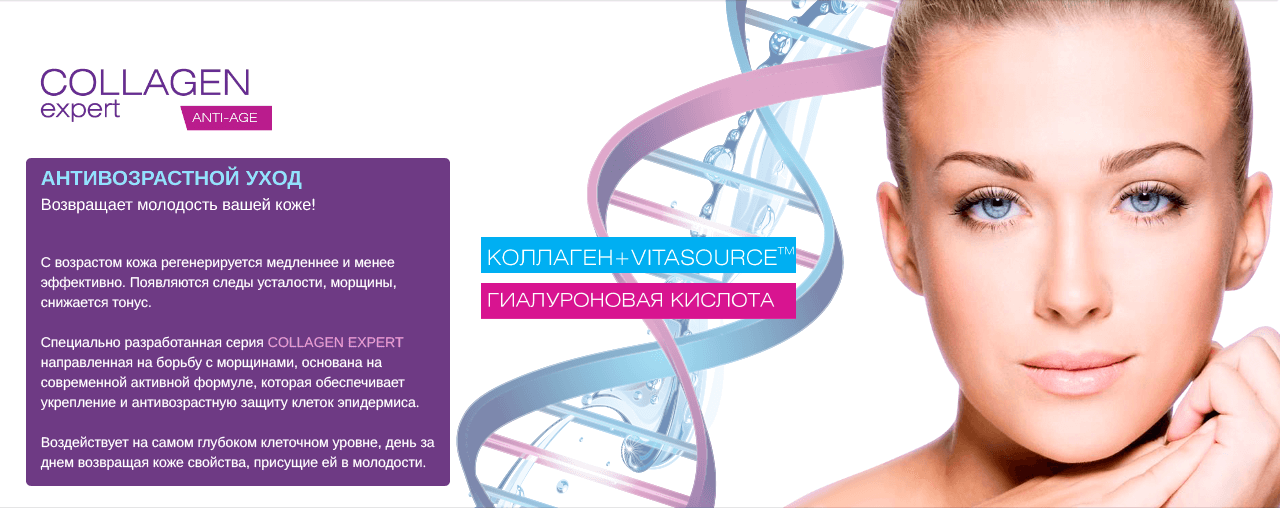 COLLAGEN
expert
ANTI-AGE
АНТИВОЗРАСТНОЙ УХОД
Возвращает молодость вашей коже!
С возрастом кожа регенерируется медленнее и менее
эффективно. Появляются следы усталости, морщины,
снижается тонус.
Специально разработанная серия COLLAGEN EXPERT
направленная на борьбу с морщинами, основана на
современной активной формуле, которая обеспечивает
укрепление и антивозрастную защиту клеток эпидермиса.
Воздействует на самом глубоком клеточном уровне, день за
днем возвращая коже свойства, присущие ей в молодости.
КОЛЛАГЕН+VITASOURCE™
ГИАЛУРОНОВАЯ КИСЛОТА